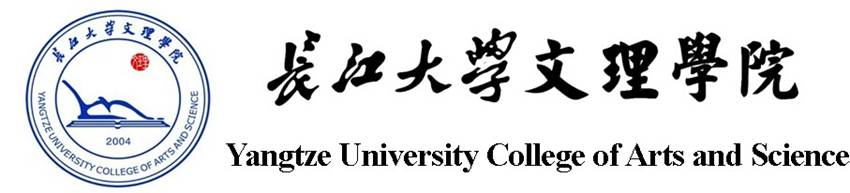 長江大學文理學院
YANGTZE UNIVERSITY COLLEGE OF ARTS AND SCIENCE
2004
長江大學文理學院
Yangtze University College of Arts and Science